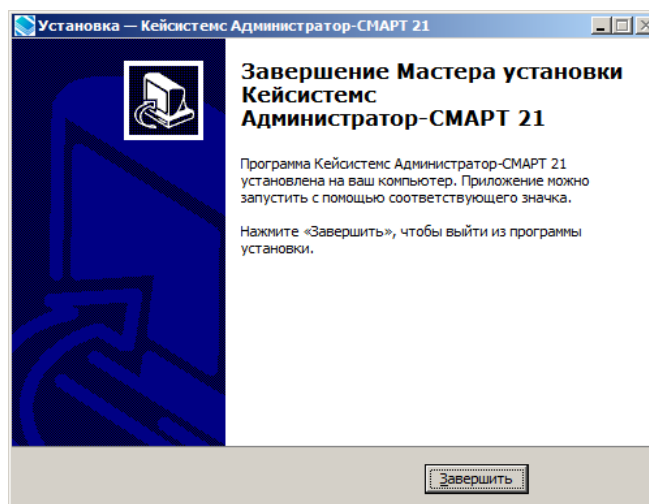 Установка — Кейсистемс Администратор-СМАРТ 21
Завершение Мастера установки
Кейсистемс
Администратор-СМАРТ 21
Программа Кейсистемс Администратор-СМАРТ 21
установлена на ваш компьютер. Приложение можно
запустить с помощью соответствующего значка.
Нажмите «Завершить», чтобы выйти из программы
установки.
Завершить